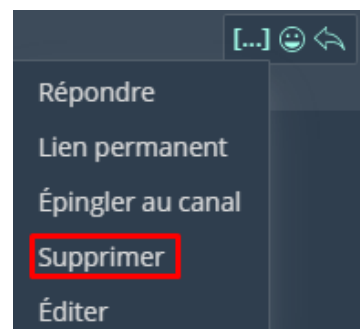 [...]
Répondre
Lien permanent
Épingler au canal
Supprimer
Éditer